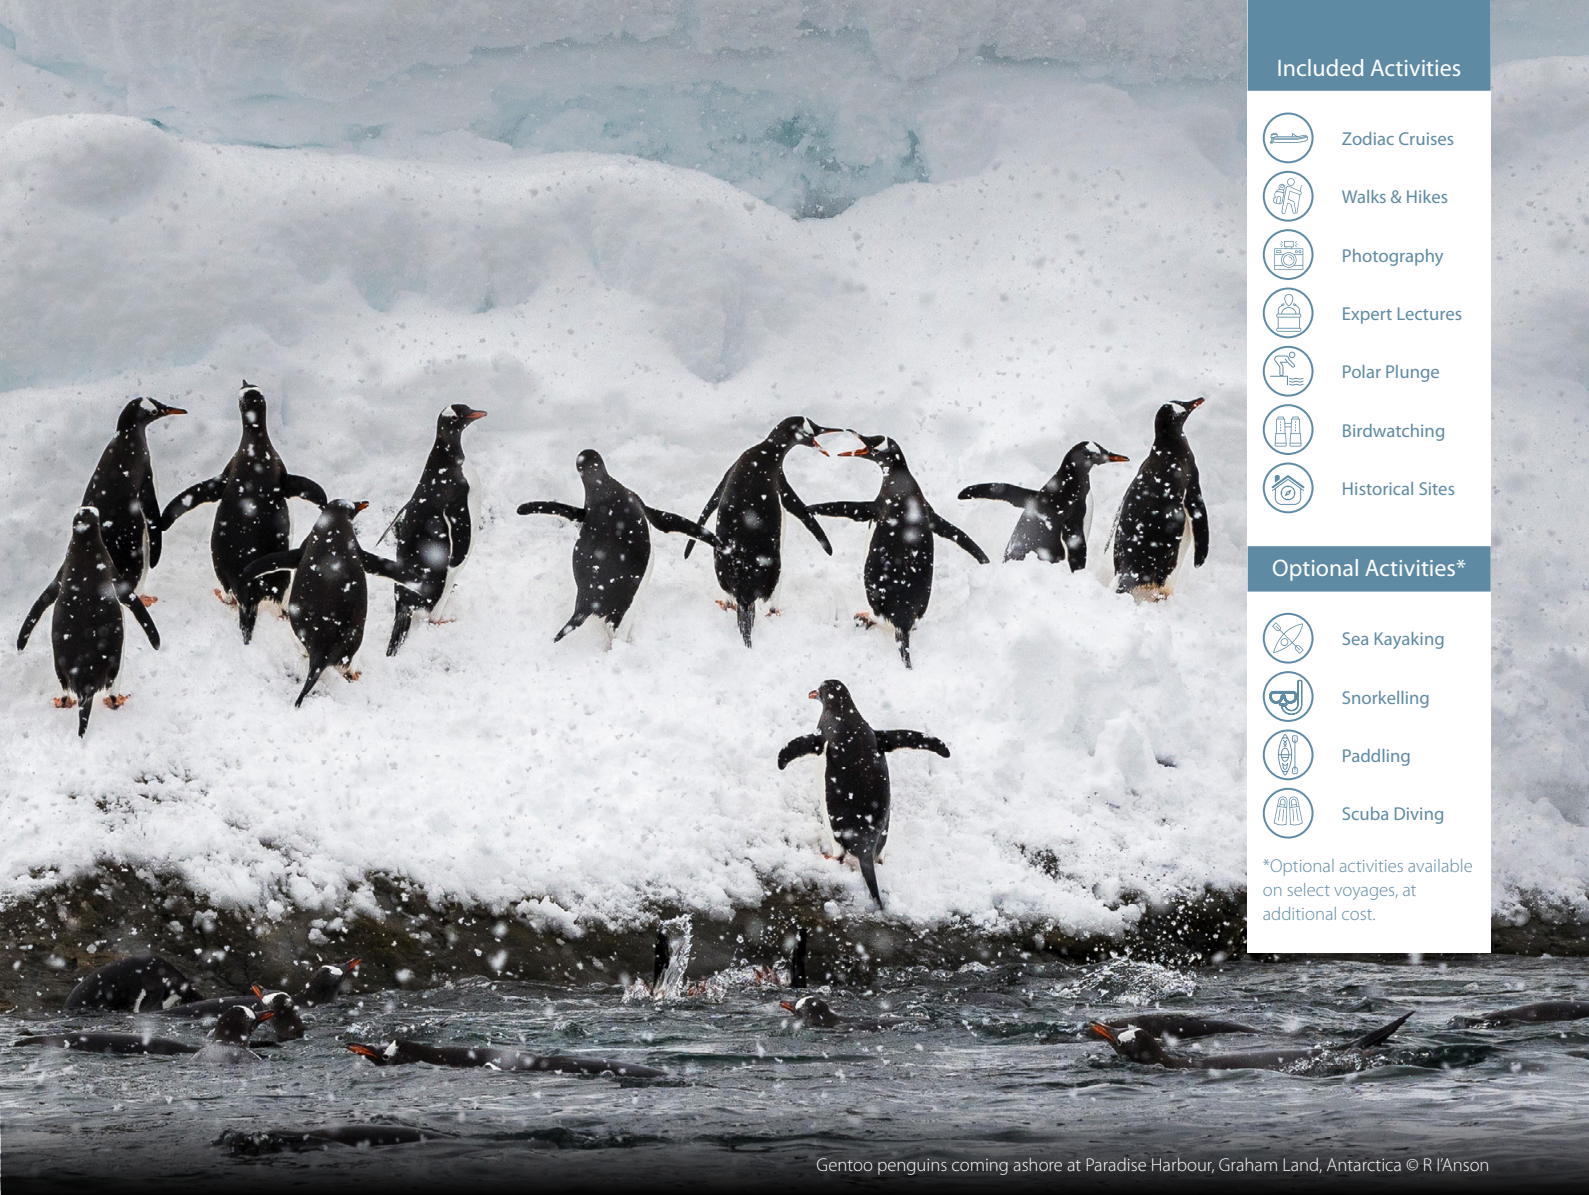 Included Activities
Zodiac Cruises
Walks & Hikes
Photography
Expert Lectures
Polar Plunge
Birdwatching
Historical Sites
Optional Activities*
Sea Kayaking
Snorkelling
Paddling
Scuba Diving
*Optional activities available
on select voyages, at
additional cost.
Gentoo penguins coming ashore at Paradise Harbour, Graham Land, Antarctica © R I’Anson